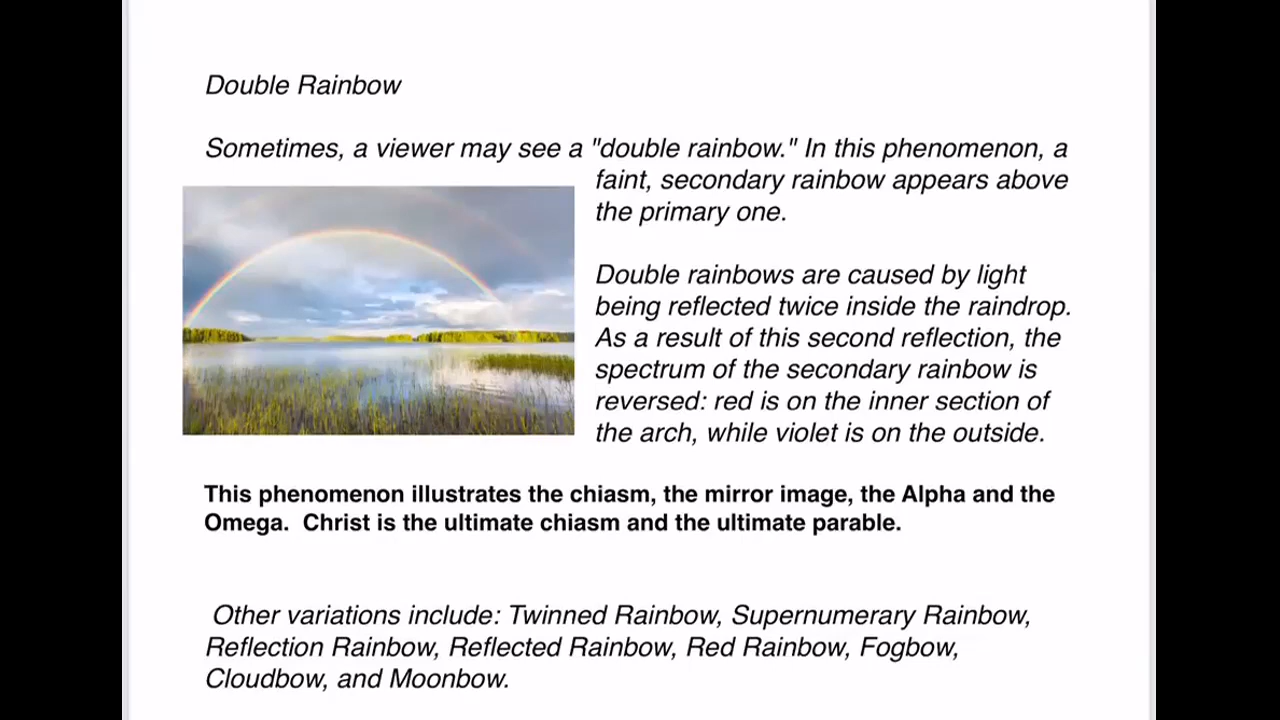 Double Rainbow
Sometimes, a viewer may see a "double rainbow." In this phenomenon, a
faint, secondary rainbow appears above
the primary one.
Double rainbows are caused by light
being reflected twice inside the raindrop.
As a result of this second reflection, the
spectrum of the secondary rainbow is
reversed: red is on the inner section of
the arch, while violet is on the outside.
This phenomenon illustrates the chiasm, the mirror image, the Alpha and the
Omega.  Christ is the ultimate chiasm and the ultimate parable.
Other variations include: Twinned Rainbow, Supernumerary Rainbow,
Reflection Rainbow, Reflected Rainbow, Red Rainbow, Fogbow,
Cloudbow, and Moonbow.